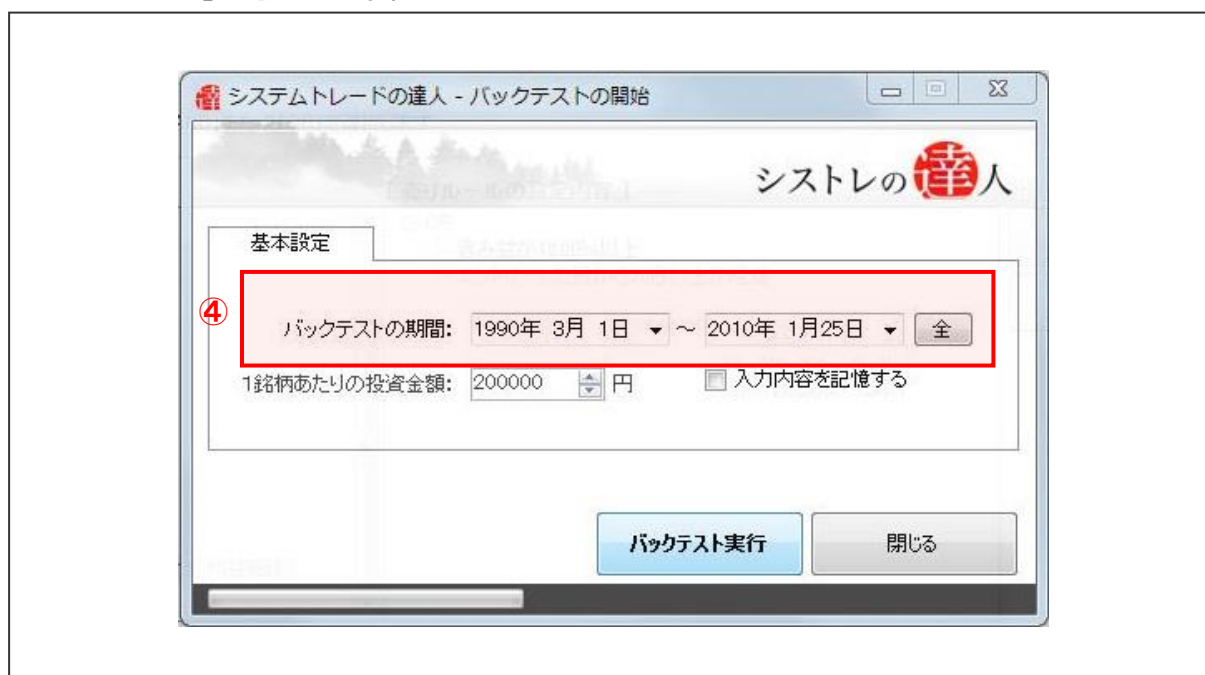 システムトレードの達人 - バックテストの開始
シストレの達人
基本設定
④
バックテストの期間: 1990年 3月 1日 ～ 2010年 1月25日 全
1銘柄あたりの投資金額: 200000 円 入力内容を記憶する
バックテスト実行 閉じる